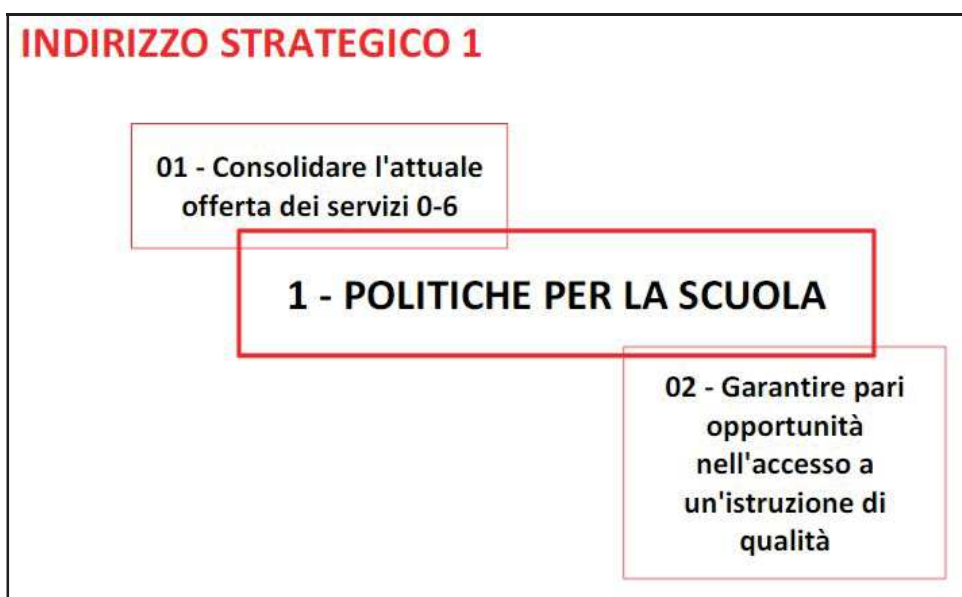 INDIRIZZO STRATEGICO 1
01 - Consolidare l'attuale
offerta dei servizi 0-6
1 - POLITICHE PER LA SCUOLA
02 - Garantire pari
opportunità
nell'accesso a
un'istruzione di
qualità